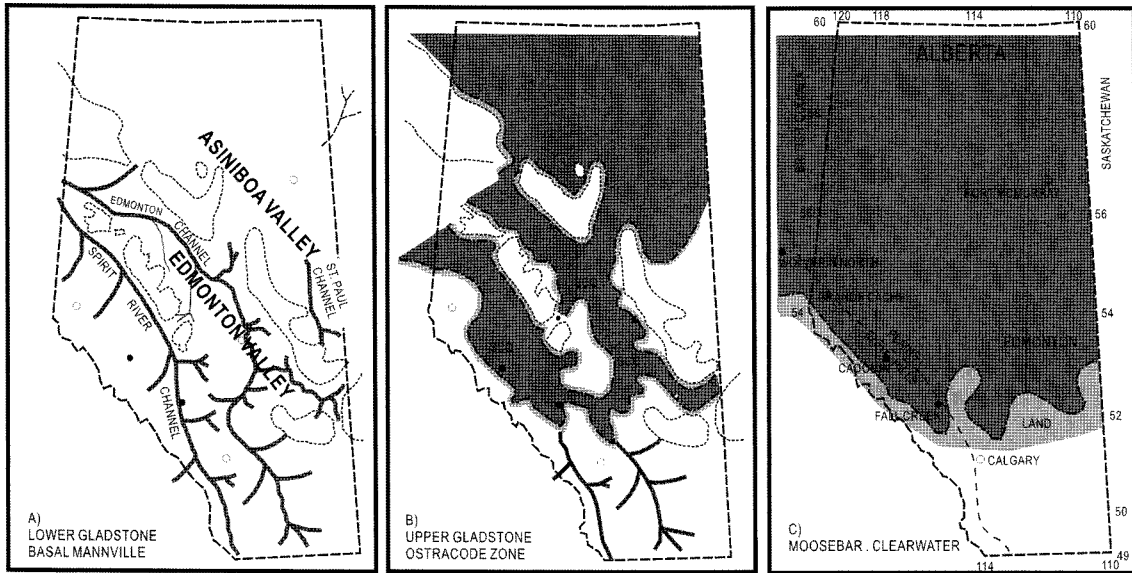 ASINIBOA VALLEY
EDMONTON CHANNEL
EDMONTON VALLEY
ST. PAUL CHANNEL
SPIRIT RIVER CHANNEL
A)
LOWER GLADSTONE
BASAL MANNVILLE
B)
UPPER GLADSTONE
OSTRACODE ZONE
60
120
118
114
110
60
ALBERTA
SASKATCHEWAN
56
54
54
EDMONTON
CADOMIN
FALL CREEK
LAND
52
CALGARY
50
C)
MOOSEBAR . CLEARWATER
49
114
110